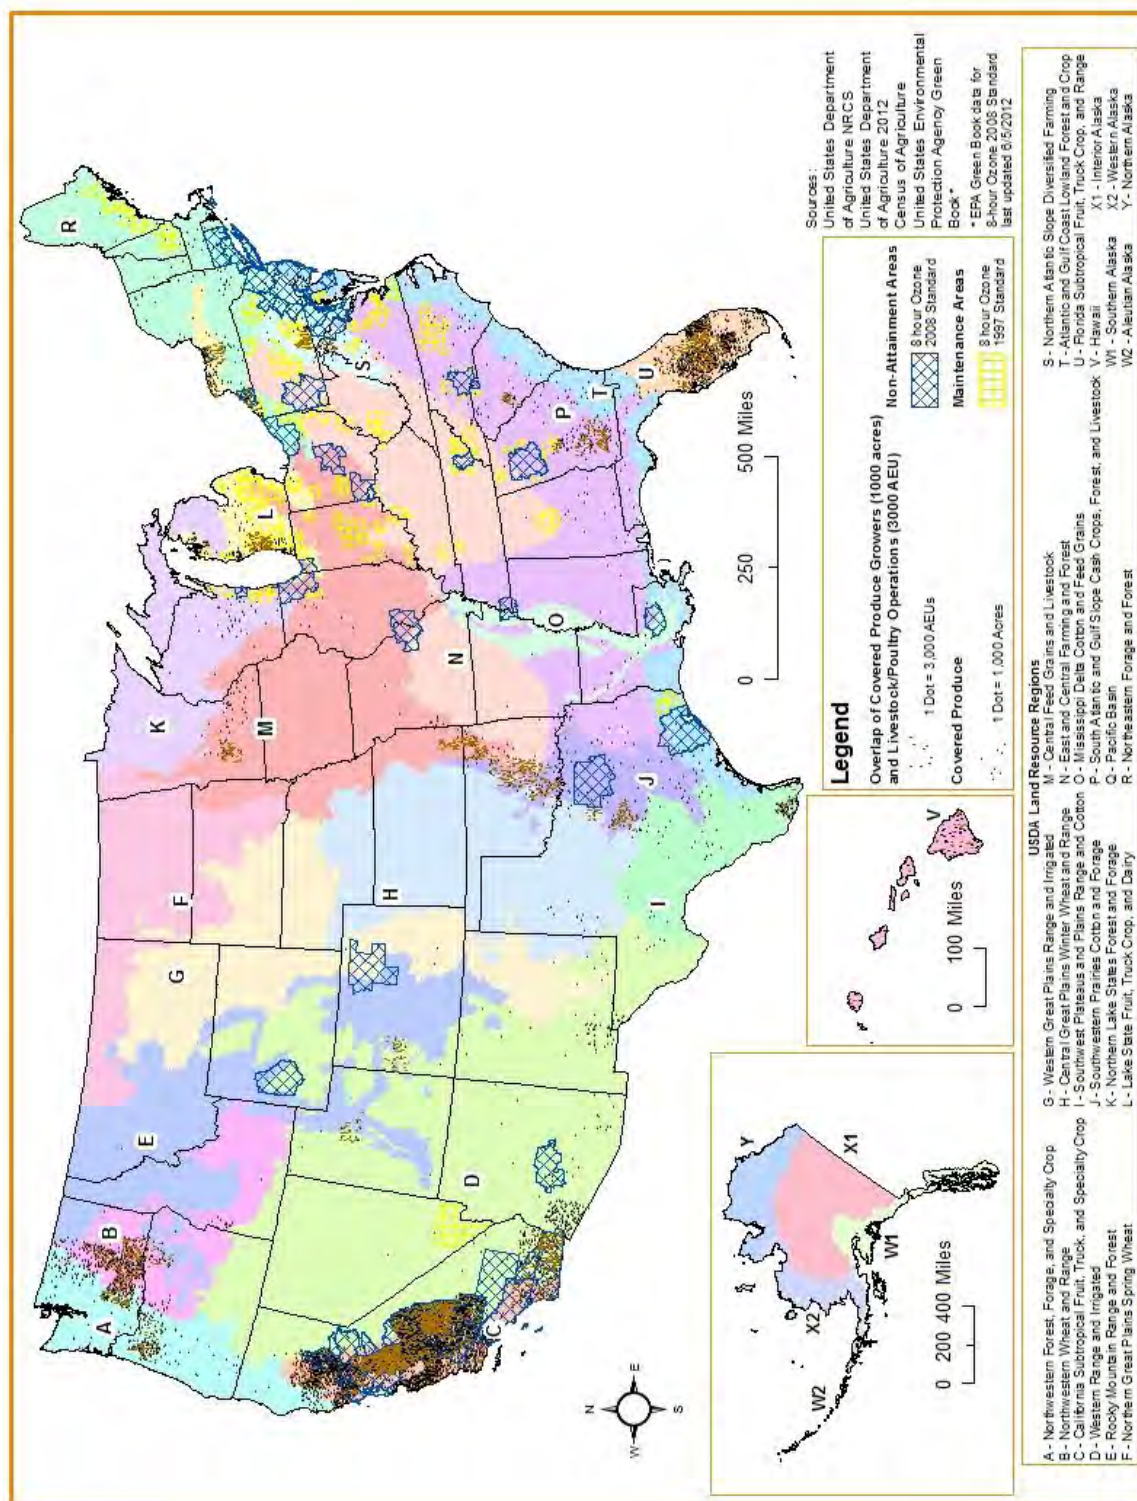 R
S
L
K
M
N
O
P
T
U
F
G
H
J
I
E
B
A
D
C
N
W
E
S
0 250 500 Miles
Sources:
United States Department
of Agriculture NRCS
United States Department
of Agriculture 2012
Census of Agriculture
United States Environmental
Protection Agency Green
Book*
* EPA Green Book data for
8-hour Ozone 2008 Standard
last updated 6/5/2012
Legend
Overlap of Covered Produce Growers (1000 acres)
and Livestock/Poultry Operations (3000 AEU)
1 Dot = 3,000 AEUs
Covered Produce
1 Dot = 1,000 Acres
Non-Attainment Areas
8 hour Ozone
2008 Standard
Maintenance Areas
8 hour Ozone
1997 Standard
V
0 100 Miles
Y
X1
X2
W1
W2
0 200 400 Miles
USDA Land Resource Regions
A - Northwestern Forest, Forage, and Specialty Crop
B - Northwestern Wheat and Range
C - California Subtropical Fruit, Truck, and Specialty Crop
D - Western Range and Irrigated
E - Rocky Mountain Range and Forest
F - Northern Great Plains Spring Wheat
G - Western Great Plains Range and Irrigated
H - Central Great Plains Winter Wheat and Range
I - Southwest Plateaus and Plains Range and Cotton
J - Southwestern Prairies Cotton and Forage
K - Northern Lake States Forest and Forage
L - Lake State Fruit, Truck Crop, and Dairy
M - Central Feed Grains and Livestock
N - East and Central Farming and Forest
O - Mississippi Delta Cotton and Feed Grains
P - South Atlantic and Gulf Slope Cash Crops, Forest, and Livestock
Q - Pacific Basin
R - Northeastern Forage and Forest
S - Northern Atlantic Slope Diversified Farming
T - Atlantic and Gulf Coast Lowland Forest and Crop
U - Florida Subtropical Fruit, Truck Crop, and Range
V - Hawaii
W1 - Southern Alaska
W2 - Aleutian Alaska
X1 - Interior Alaska
X2 - Western Alaska
Y - Northern Alaska